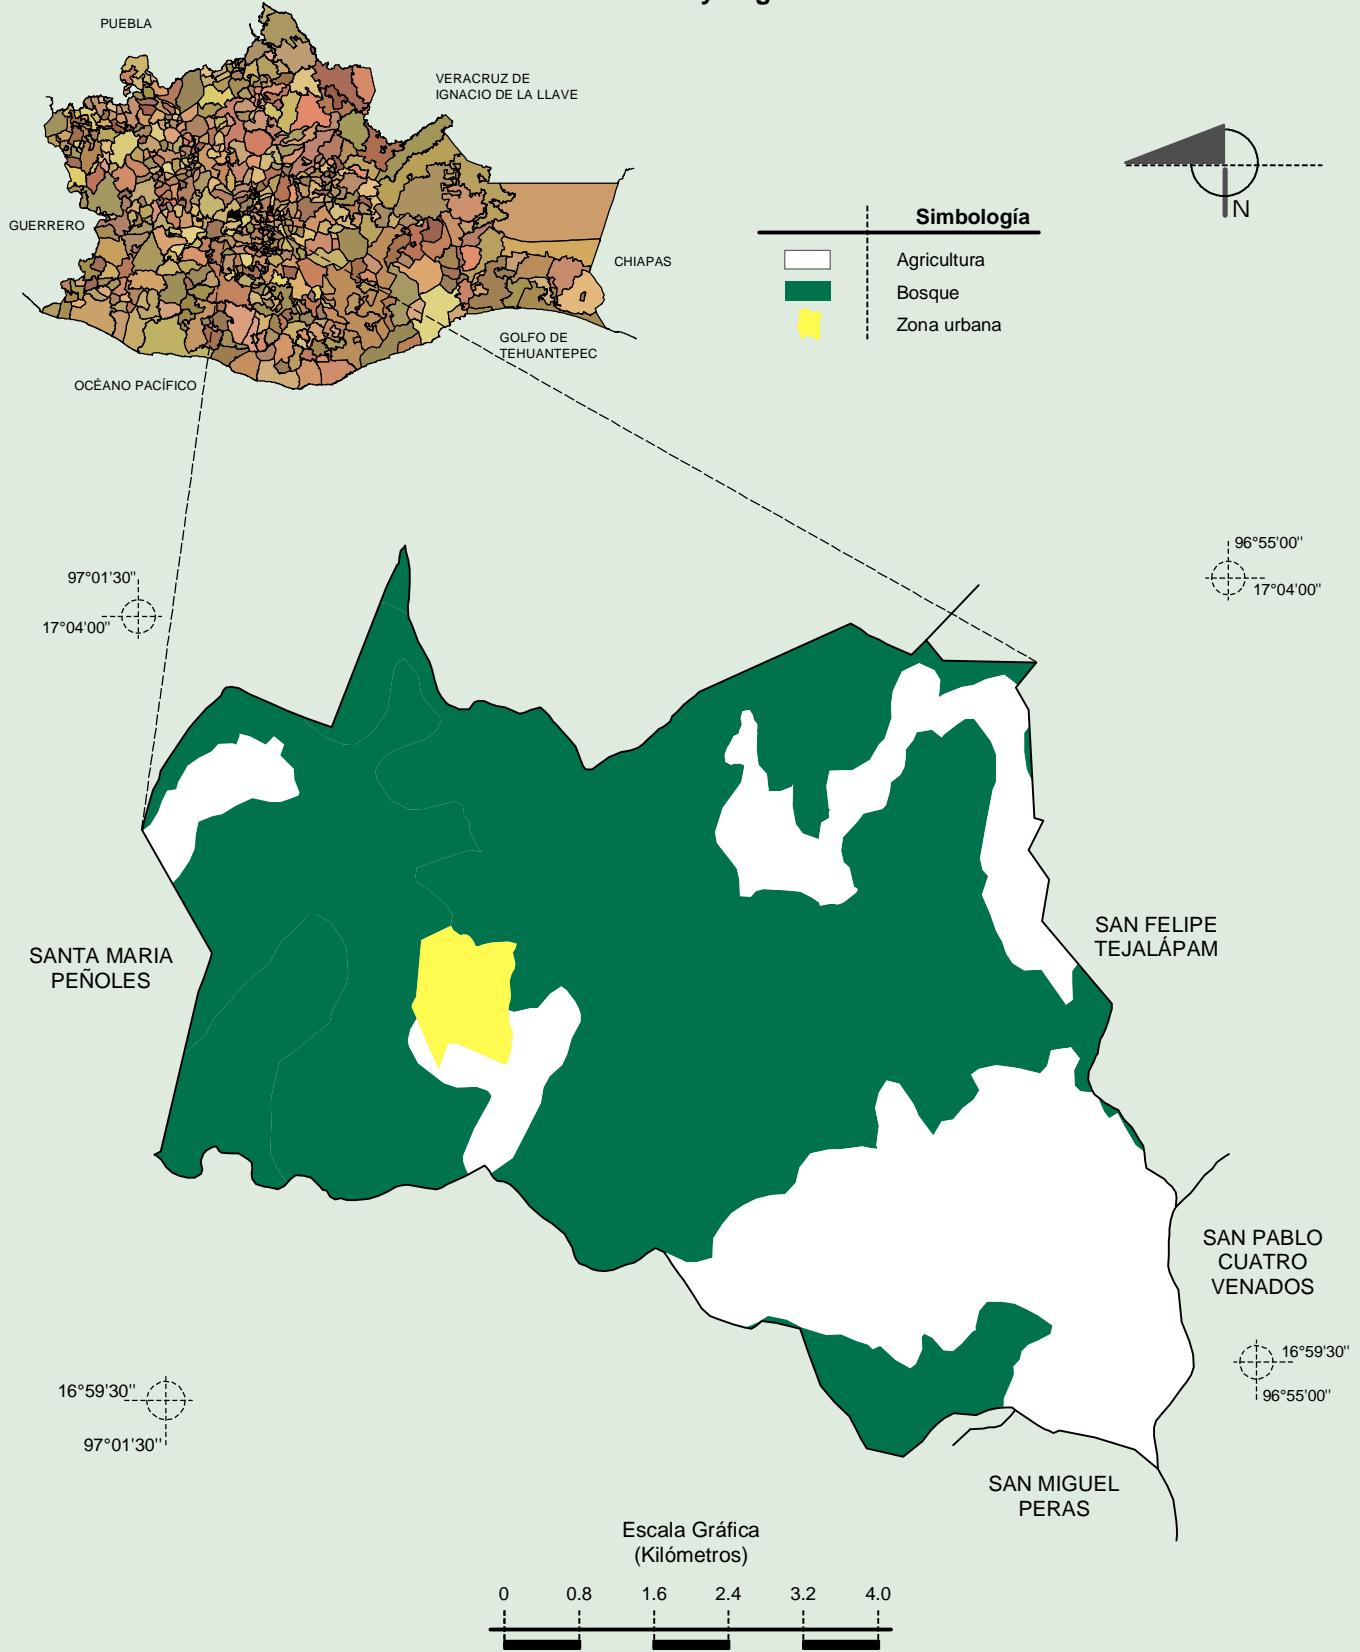 PUEBLA
VERACRUZ DE
IGNACIO DE LA LLAVE
GUERRERO
CHIAPAS
GOLFO DE
TEHUANTEPEC
OCÉANO PACÍFICO
N
Simbología
Agricultura
Bosque
Zona urbana
97°01'30"
17°04'00"
96°55'00"
17°04'00"
SANTA MARIA
PEÑOLES
SAN FELIPE
TEJALÁPAM
SAN PABLO
CUATRO
VENADOS
16°59'30"
96°55'00"
16°59'30"
97°01'30"
SAN MIGUEL
PERAS
Escala Gráfica
(Kilómetros)
0 0.8 1.6 2.4 3.2 4.0